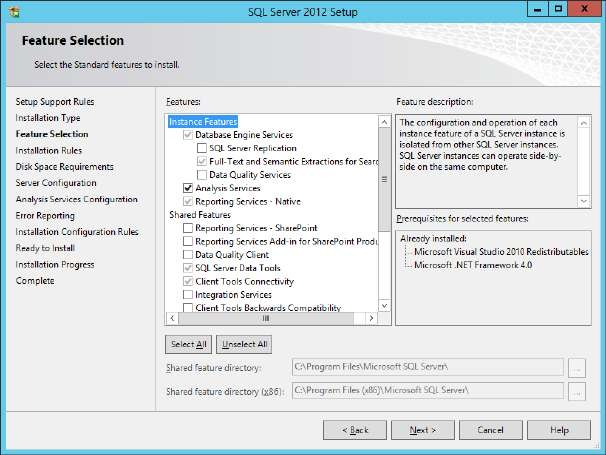 SQL Server 2012 Setup
Feature Selection
Select the Standard features to install.
Setup Support Rules
Installation Type
Feature Selection
Installation Rules
Disk Space Requirements
Server Configuration
Analysis Services Configuration
Error Reporting
Installation Configuration Rules
Ready to Install
Installation Progress
Complete
Features:
Instance Features
Database Engine Services
SQL Server Replication
Full-Text and Semantic Extractions for Searc
Data Quality Services
Analysis Services
Reporting Services - Native
Shared Features
Reporting Services - SharePoint
Reporting Services Add-in for SharePoint Produ
Data Quality Client
SQL Server Data Tools
Client Tools Connectivity
Integration Services
Client Tools Backwards Compatibility
Feature description:
The configuration and operation of each
instance feature of a SQL Server instance is
isolated from other SQL Server instances.
SQL Server instances can operate side-by-
side on the same computer.
Prerequisites for selected features:
Already installed:
Microsoft Visual Studio 2010 Redistributables
Microsoft .NET Framework 4.0
Select All
Unselect All
Shared feature directory:
C:\Program Files\Microsoft SQL Server\
...
Shared feature directory (x86):
C:\Program Files (x86)\Microsoft SQL Server\
...
< Back
Next >
Cancel
Help